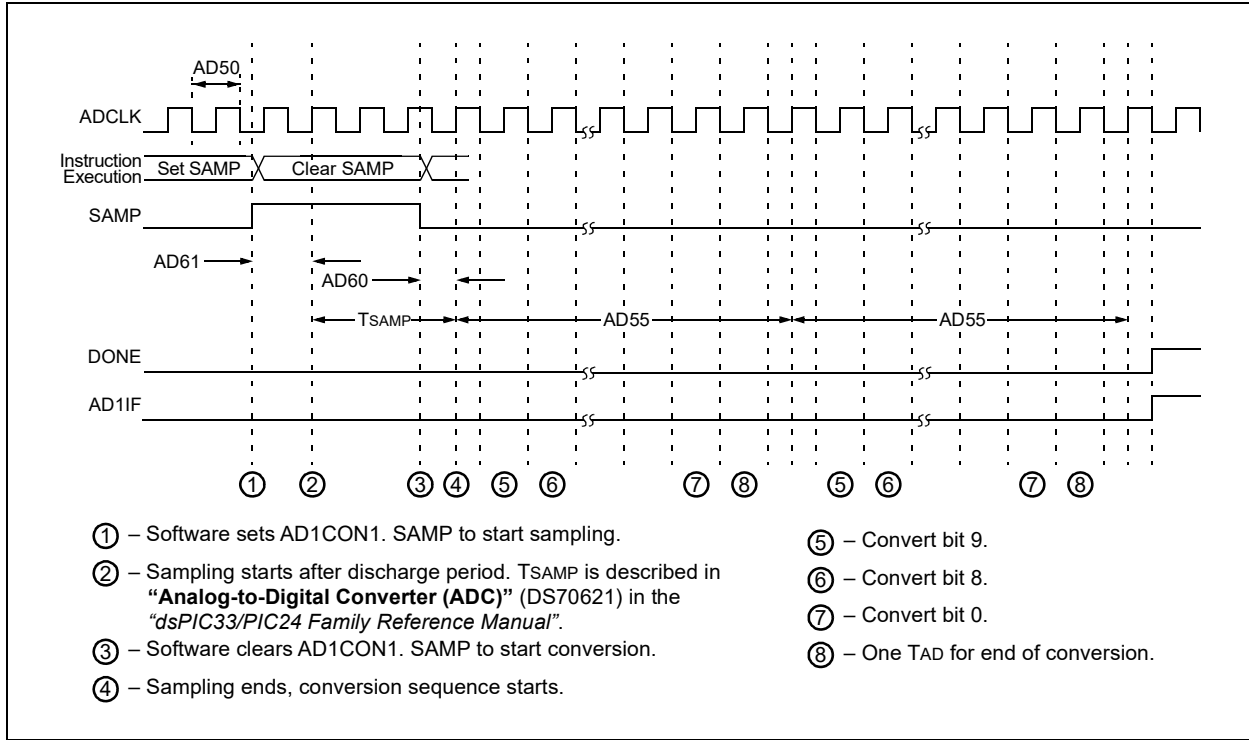 AD50
ADCLK
Instruction
Execution
Set SAMP
Clear SAMP
SAMP
AD61
AD60
TSAMP
AD55
AD55
DONE
AD1IF
1 2 3 4 5 6 7 8 5 6 7 8
1 – Software sets AD1CON1. SAMP to start sampling.
2 – Sampling starts after discharge period. TSAMP is described in
“Analog-to-Digital Converter (ADC)” (DS70621) in the
“dsPIC33/PIC24 Family Reference Manual”.
3 – Software clears AD1CON1. SAMP to start conversion.
4 – Sampling ends, conversion sequence starts.
5 – Convert bit 9.
6 – Convert bit 8.
7 – Convert bit 0.
8 – One TAD for end of conversion.